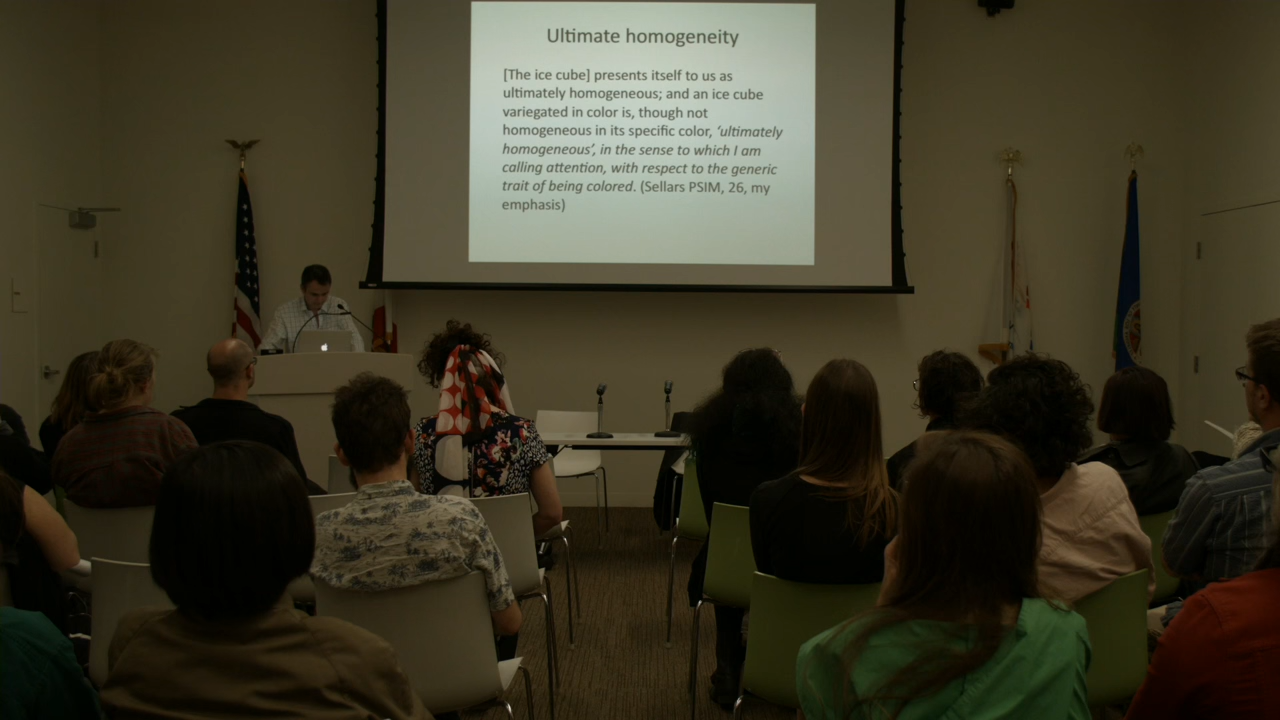 Ultimate homogeneity
[The ice cube] presents itself to us as
ultimately homogeneous; and an ice cube
variegated in color is, though not
homogeneous in its specific color, ‘ultimately
homogeneous’, in the sense to which I am
calling attention, with respect to the generic
trait of being colored. (Sellars PSIM, 26, my
emphasis)